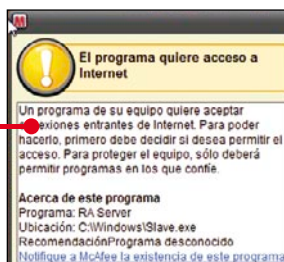 M
El programa quiere acceso a
Internet
Un programa de su equipo quiere aceptar
exiones entrantes de Internet. Para poder
hacerlo, primero debe decidir si desea permitir el
acceso. Para proteger el equipo, sólo deberá
permitir programas en los que confíe.
Acerca de este programa
Programa: RA Server
Ubicación: C:\Windows\Slave.exe
RecomendaciónPrograma desconocido
Notifique a McAfee la existencia de este programa